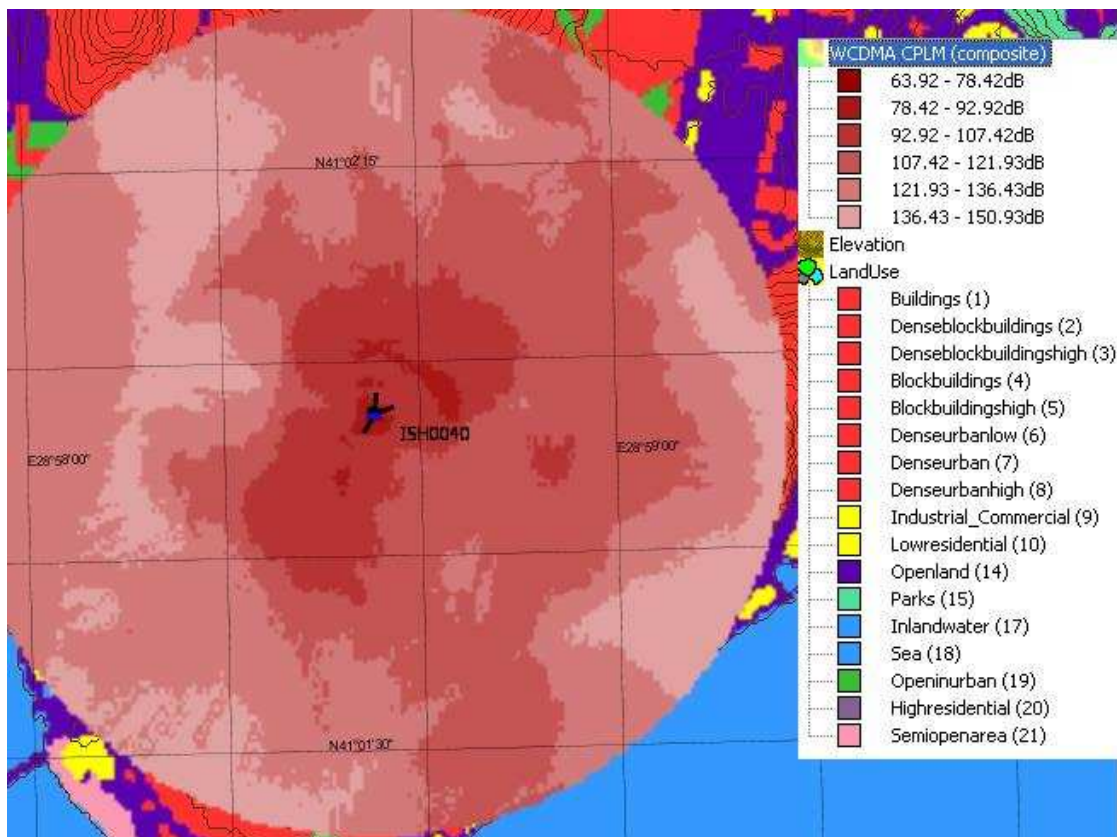 WCDMA CPLM (composite)
63.92 - 78.42dB
78.42 - 92.92dB
92.92 - 107.42dB
107.42 - 121.93dB
121.93 - 136.43dB
136.43 - 150.93dB
Elevation
LandUse
Buildings (1)
Denseblockbuildings (2)
Denseblockbuildingshigh (3)
Blockbuildings (4)
Blockbuildingshigh (5)
Denseurbanlow (6)
Denseurban (7)
Denseurbanhigh (8)
Industrial_Commercial (9)
Lowresidential (10)
Openland (14)
Parks (15)
Inlandwater (17)
Sea (18)
Openinurban (19)
Highresidential (20)
Semiopenarea (21)
N41°02'15"
ISH0040
E28°58'00"
E28°59'00"
N41°01'30"